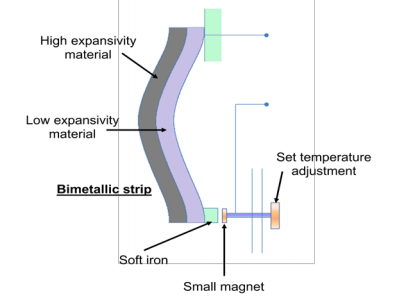 High expansivity
material
Low expansivity
material
Set temperature
adjustment
Bimetallic strip
Soft iron
Small magnet